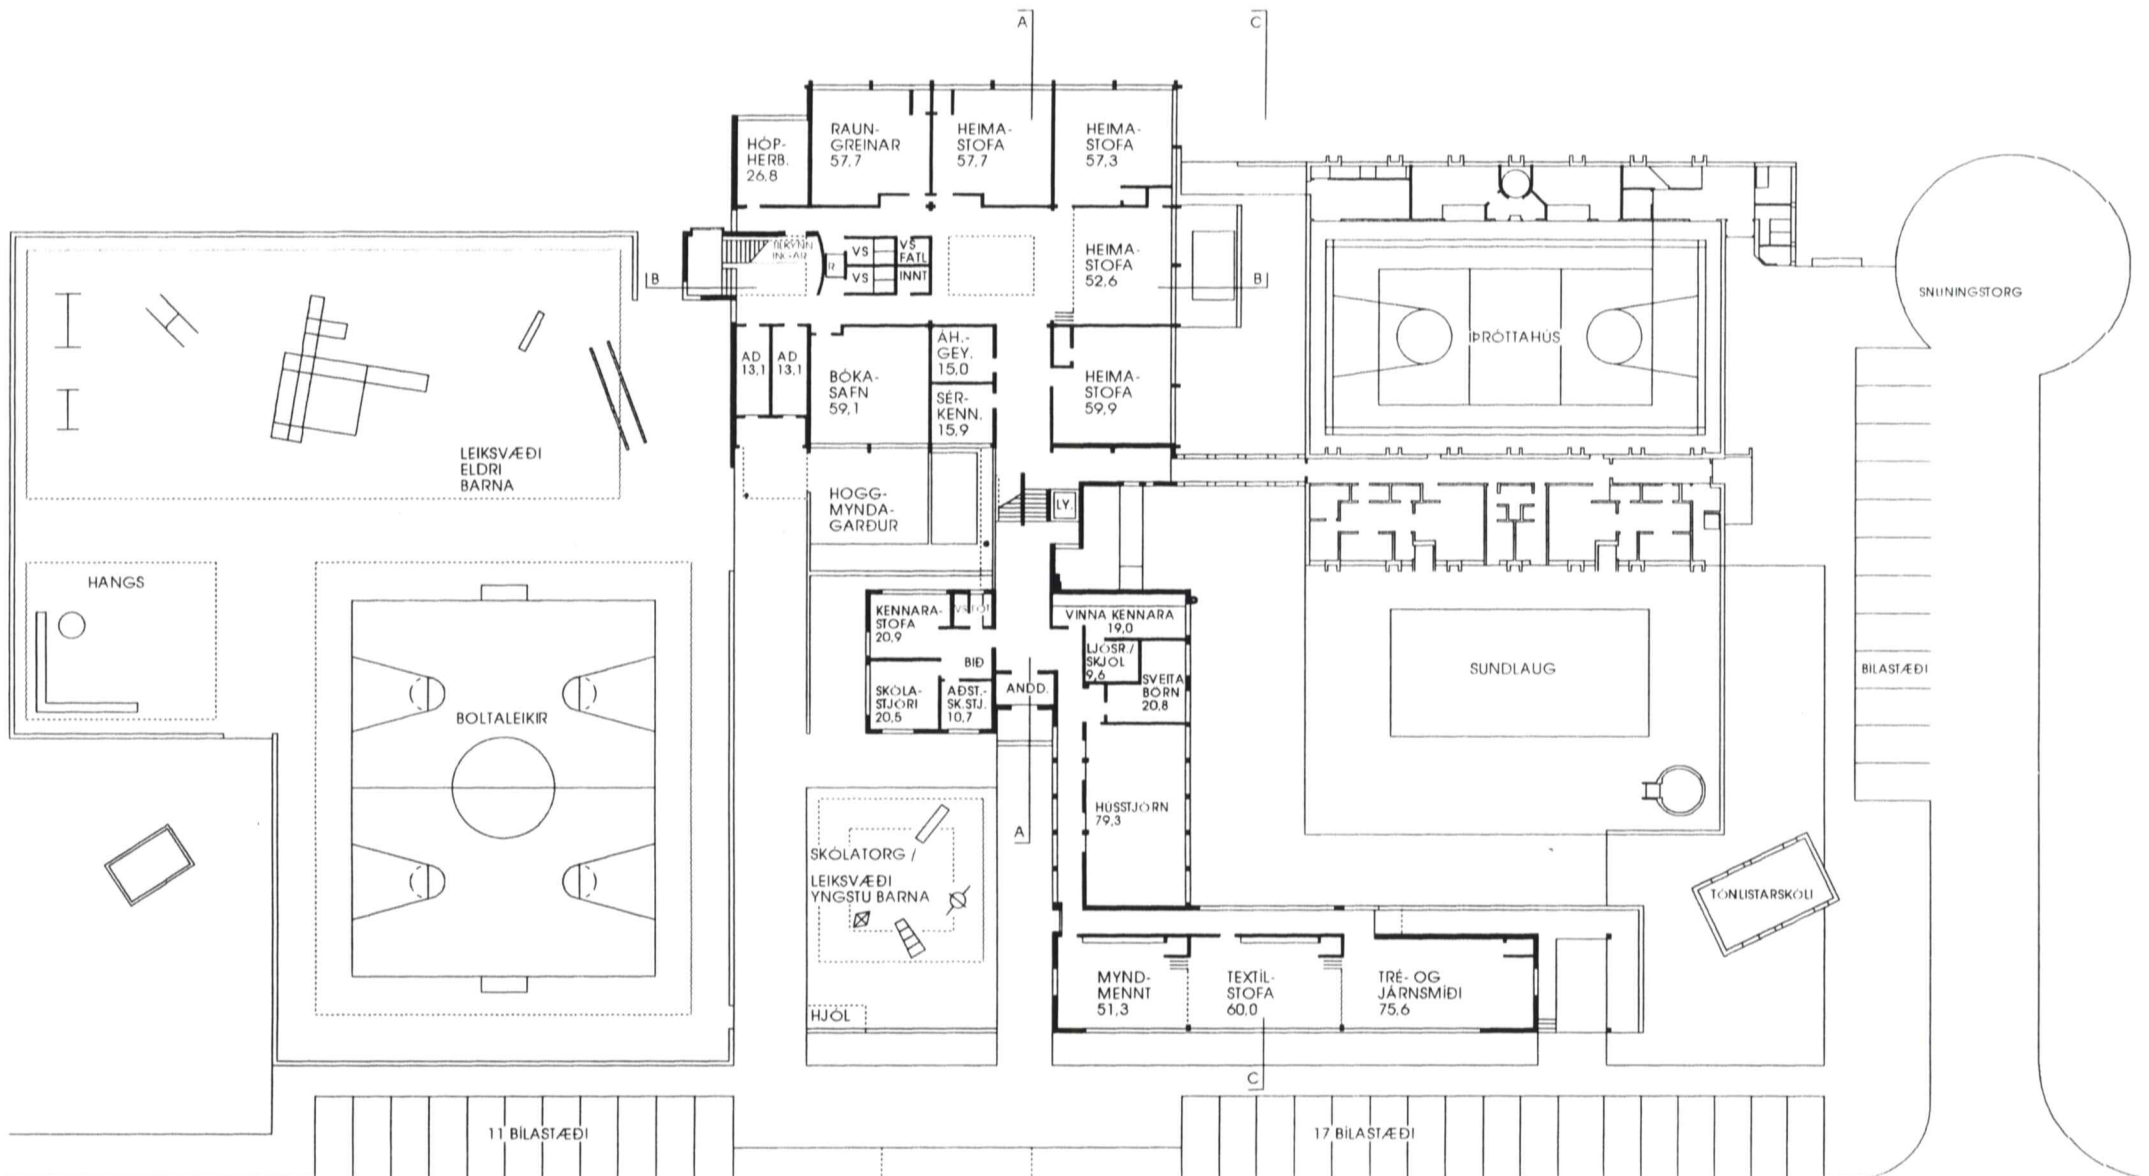 A
C
HÓP-
HERB.
26,8
RAUN-
GREINAR
57,7
HEIMA-
STOFA
57,7
HEIMA-
STOFA
57,3
VS
VS
VS
FATL
INNT
R
HEIMA-
STOFA
52,6
B
B
SNÚNINGSTORG
ÍÞRÓTTAHÚS
AD
13,1
AD
13,1
BÓKA-
SAFN
59,1
ÁH.-
GEY.
15,0
SÉR-
KENN.
15,9
HEIMA-
STOFA
59,9
LEIKSVÆÐI
ELDRI
BARNA
HOGG-
MYNDA-
GARÐUR
LY.
HANGS
KENNARA-
STOFA
20,9
VS
BIÐ
SKÓLA-
STJÓRI
20,5
AÐST.-
SK.STJ.
10,7
ANDD.
VINNA KENNARA
19,0
LJÓSR./
SKJÖL
9,6
SVEITA
BÖRN
20,8
SUNDLAUG
BÍLASTÆÐI
BOLTALEIKIR
HÚSSTJÓRN
79,3
A
SKÓLATORG /
LEIKSVÆÐI
YNGSTU BARNA
TÓNLISTARSKÓLI
HJÓL
MYND-
MENNT
51,3
TEXTÍL-
STOFA
60,0
TRÉ- OG
JÁRNSMÍÐI
75,6
C
11 BÍLASTÆÐI
17 BÍLASTÆÐI